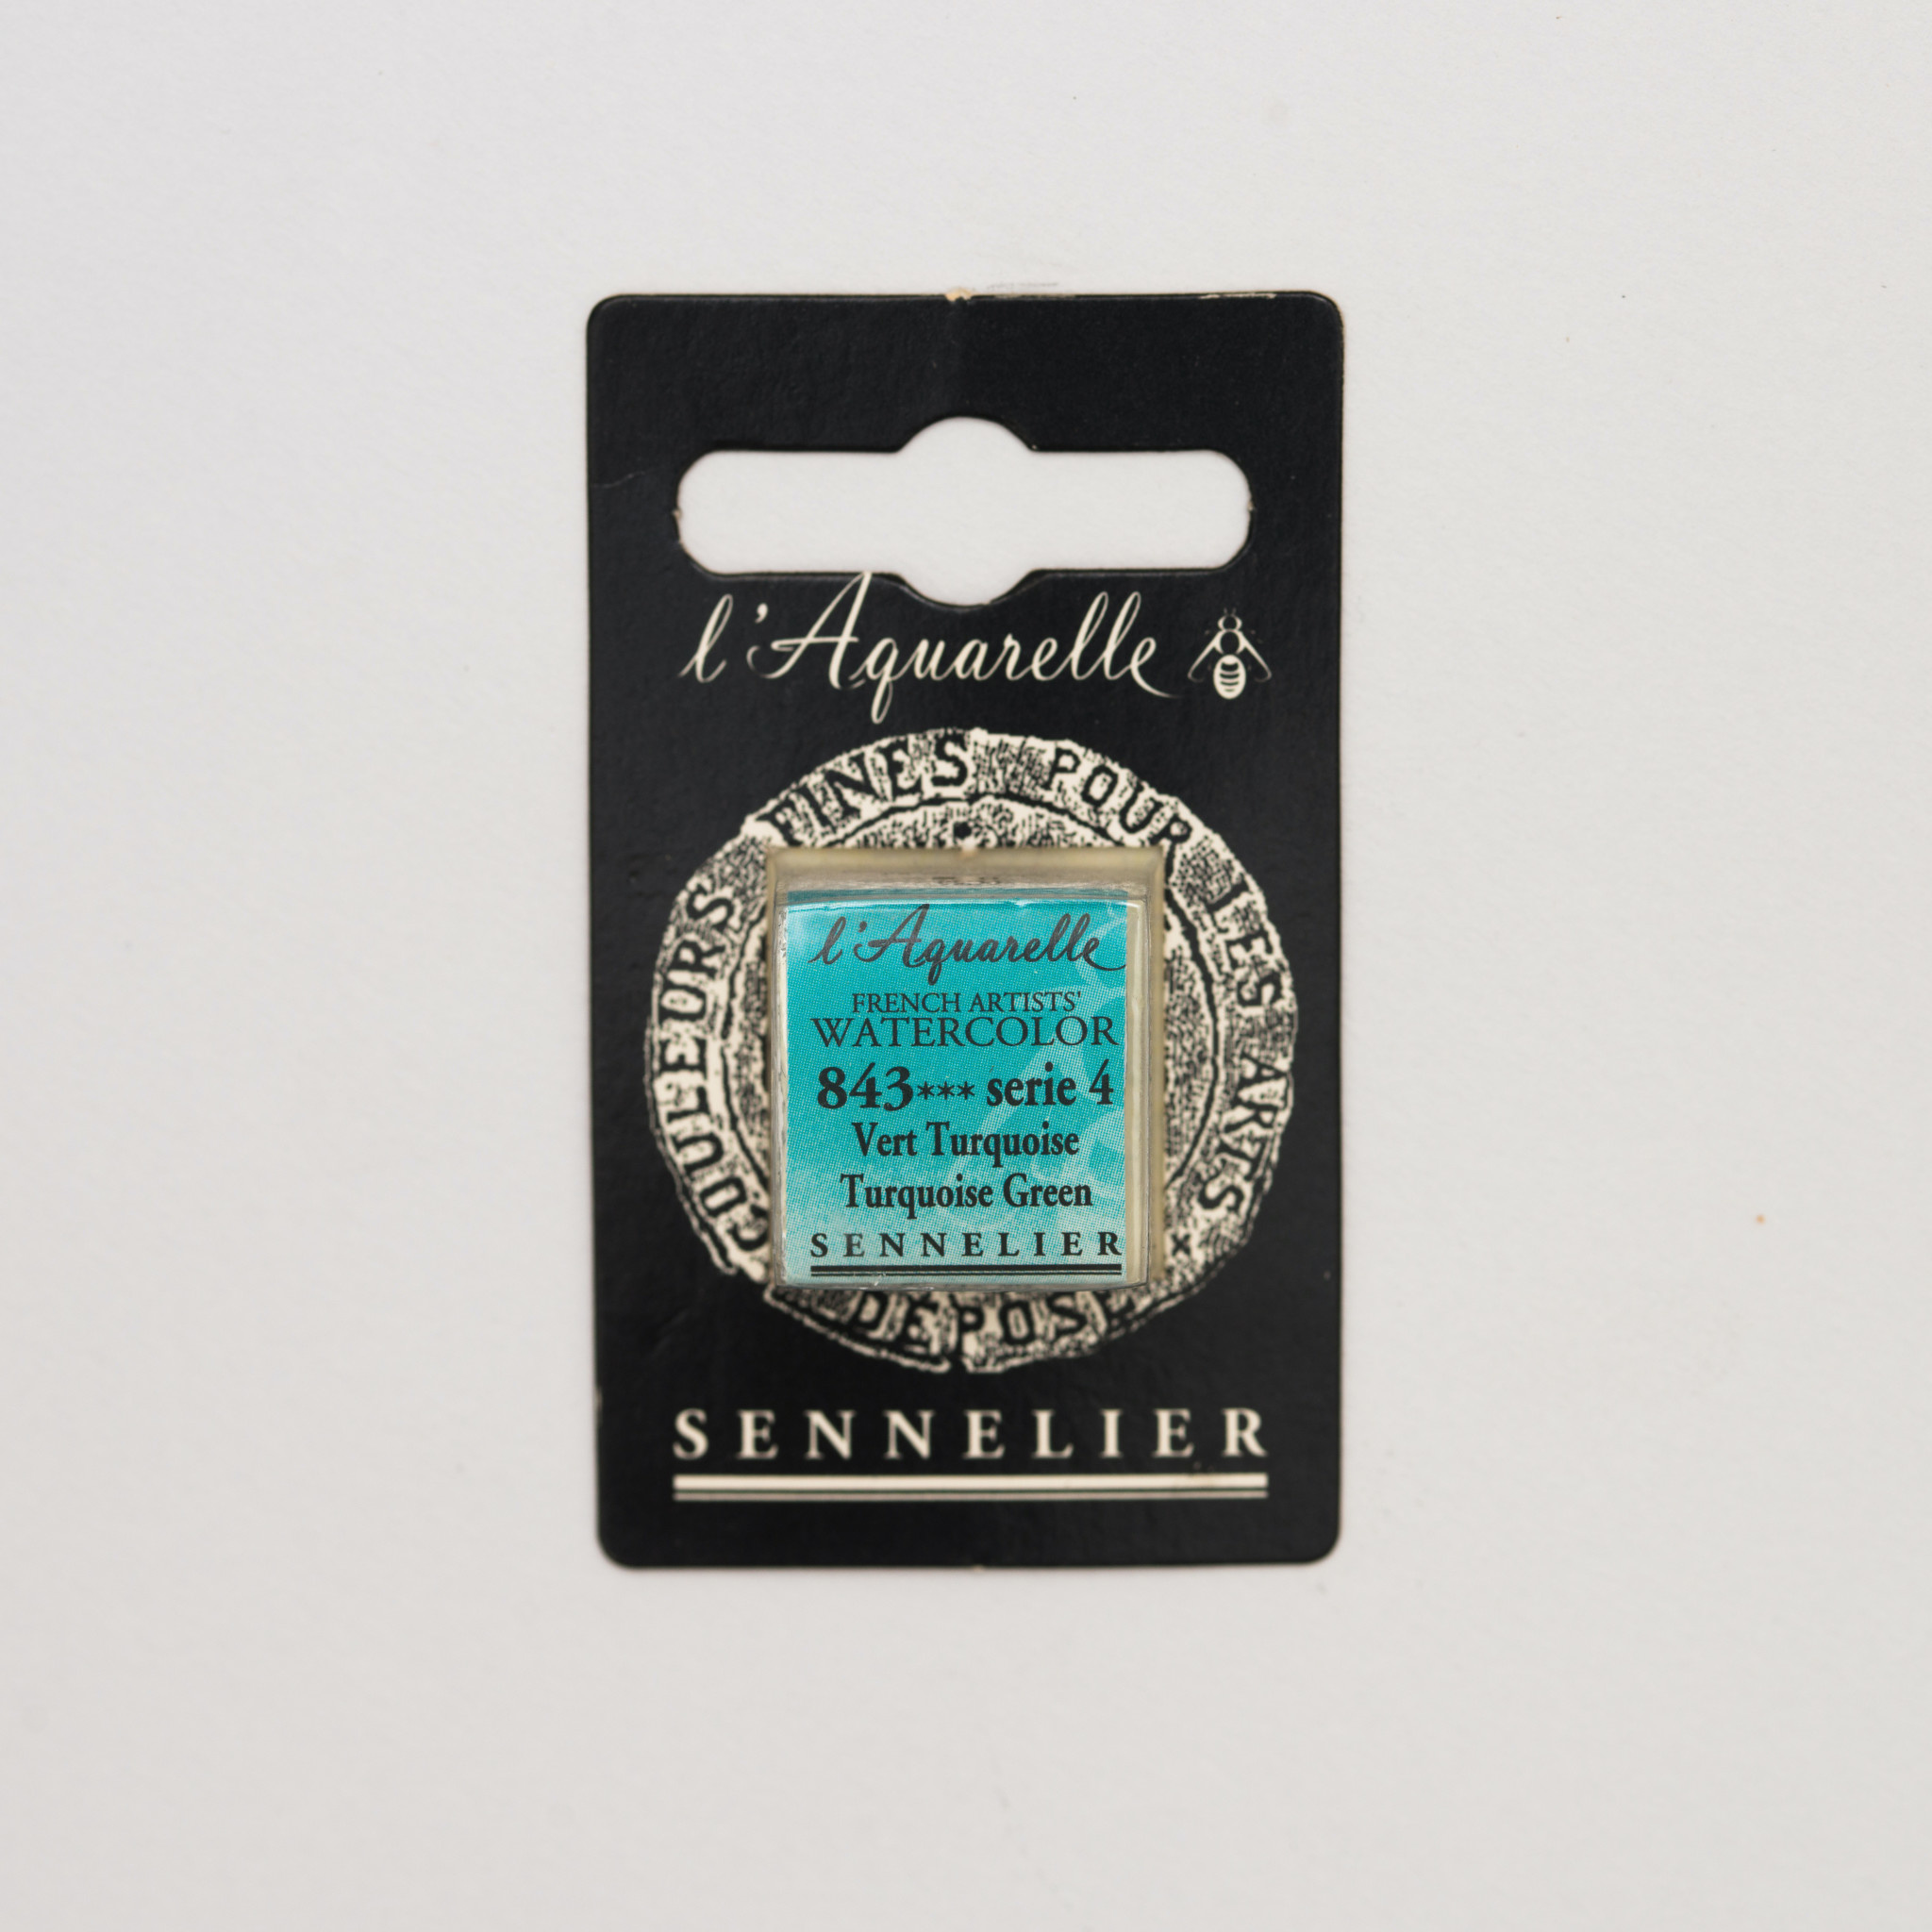 l'Aquarelle
COULEURS FINES POUR LES ARTS
l'Aquarelle
FRENCH ARTISTS'
WATERCOLOR
843*** serie 4
Vert Turquoise
Turquoise Green
SENNELIER
x
DÉPOSÉ
SENNELIER